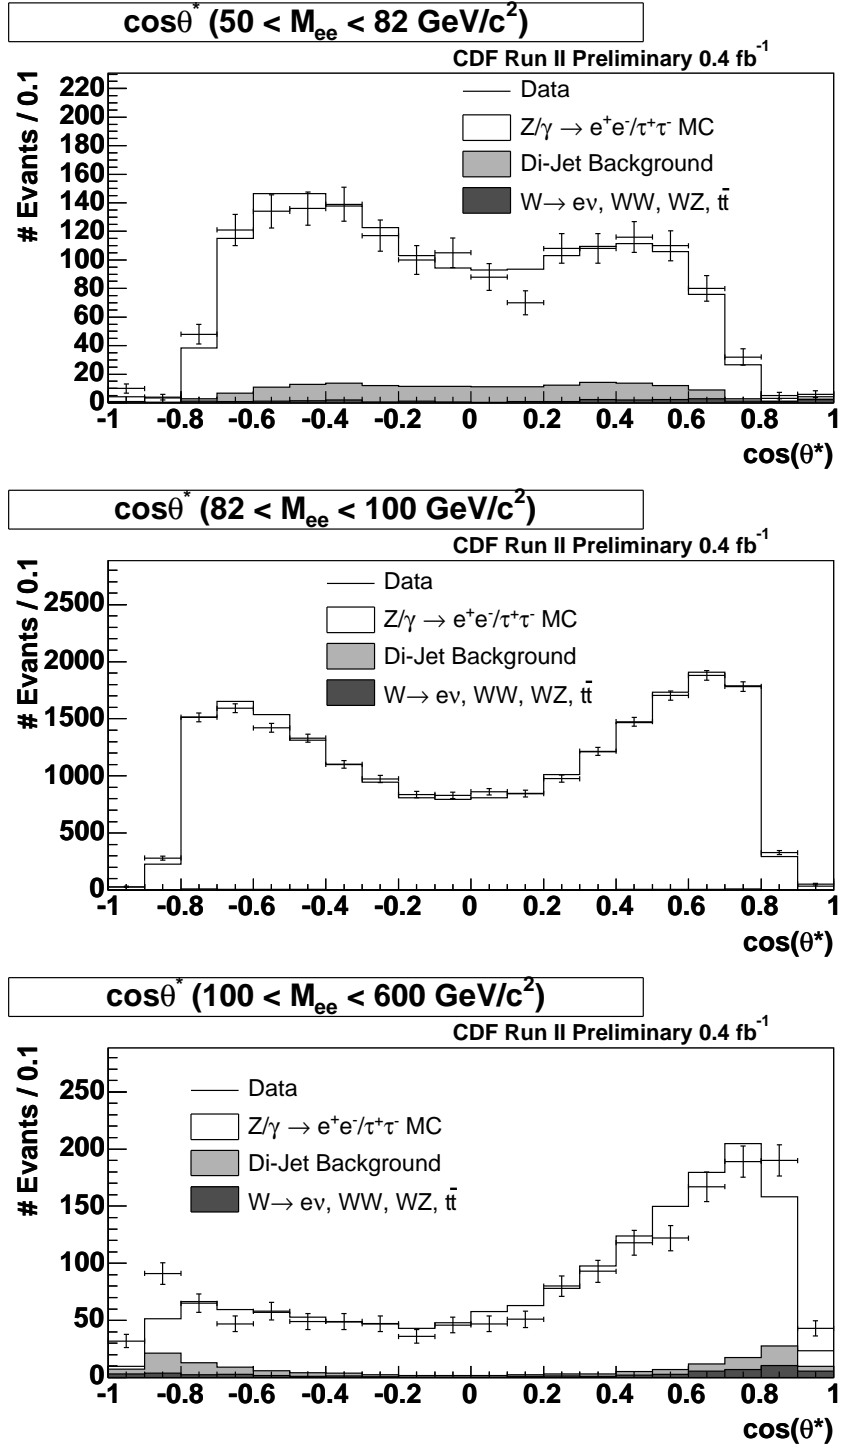 cosθ* (50 < Mee < 82 GeV/c²)
CDF Run II Preliminary 0.4 fb⁻¹
# Evants / 0.1
220
200
180
160
140
120
100
80
60
40
20
0
Data
Z/γ → e⁺e⁻/τ⁺τ⁻ MC
Di-Jet Background
W→ eν, WW, WZ, tt̄
-1 -0.8 -0.6 -0.4 -0.2 0 0.2 0.4 0.6 0.8 1
cos(θ*)
cosθ* (82 < Mee < 100 GeV/c²)
CDF Run II Preliminary 0.4 fb⁻¹
# Evants / 0.1
2500
2000
1500
1000
500
0
Data
Z/γ → e⁺e⁻/τ⁺τ⁻ MC
Di-Jet Background
W→ eν, WW, WZ, tt̄
-1 -0.8 -0.6 -0.4 -0.2 0 0.2 0.4 0.6 0.8 1
cos(θ*)
cosθ* (100 < Mee < 600 GeV/c²)
CDF Run II Preliminary 0.4 fb⁻¹
# Evants / 0.1
250
200
150
100
50
0
Data
Z/γ → e⁺e⁻/τ⁺τ⁻ MC
Di-Jet Background
W→ eν, WW, WZ, tt̄
-1 -0.8 -0.6 -0.4 -0.2 0 0.2 0.4 0.6 0.8 1
cos(θ*)